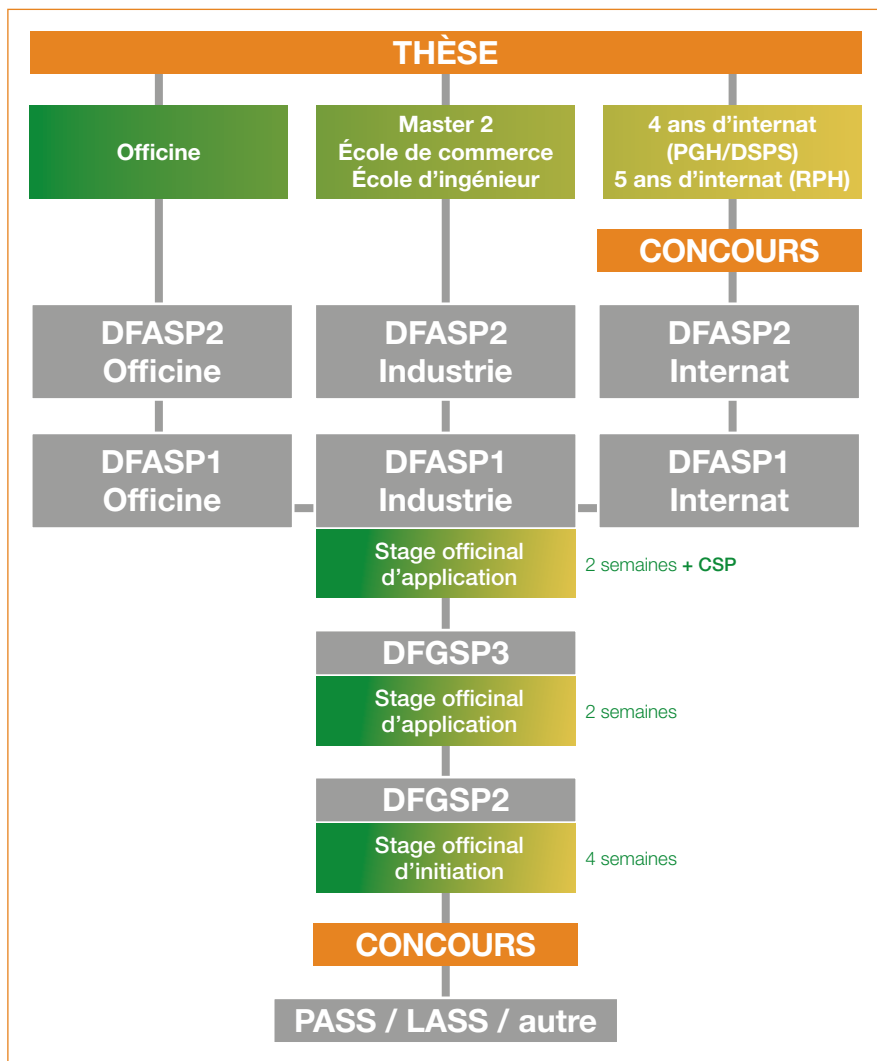 THÈSE
Officine
Master 2
École de commerce
École d'ingénieur
4 ans d'internat
(PGH/DSPS)
5 ans d'internat (RPH)
CONCOURS
DFASP2
Officine
DFASP2
Industrie
DFASP2
Internat
DFASP1
Officine
DFASP1
Industrie
DFASP1
Internat
Stage officinal
d'application
2 semaines + CSP
DFGSP3
Stage officinal
d'application
2 semaines
DFGSP2
Stage officinal
d'initiation
4 semaines
CONCOURS
PASS / LASS / autre